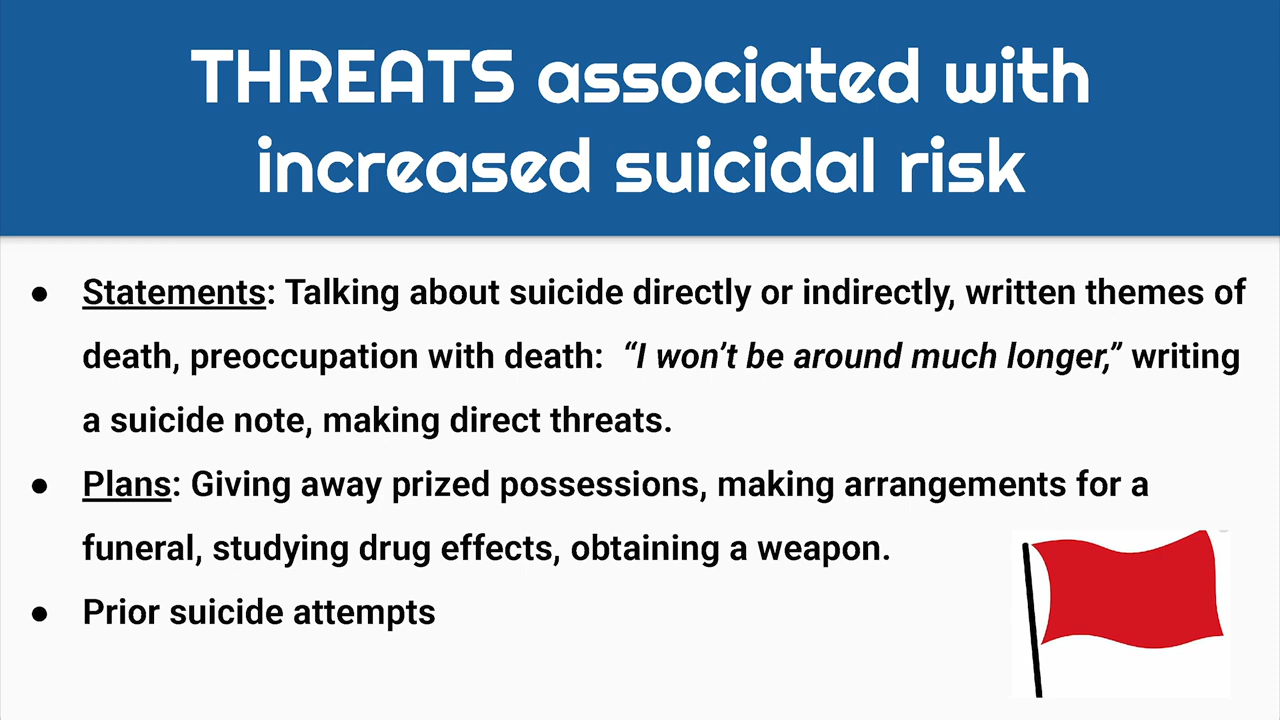 THREATS associated with
increased suicidal risk
● Statements: Talking about suicide directly or indirectly, written themes of
death, preoccupation with death:  “I won’t be around much longer,” writing
a suicide note, making direct threats.
● Plans: Giving away prized possessions, making arrangements for a
funeral, studying drug effects, obtaining a weapon.
● Prior suicide attempts